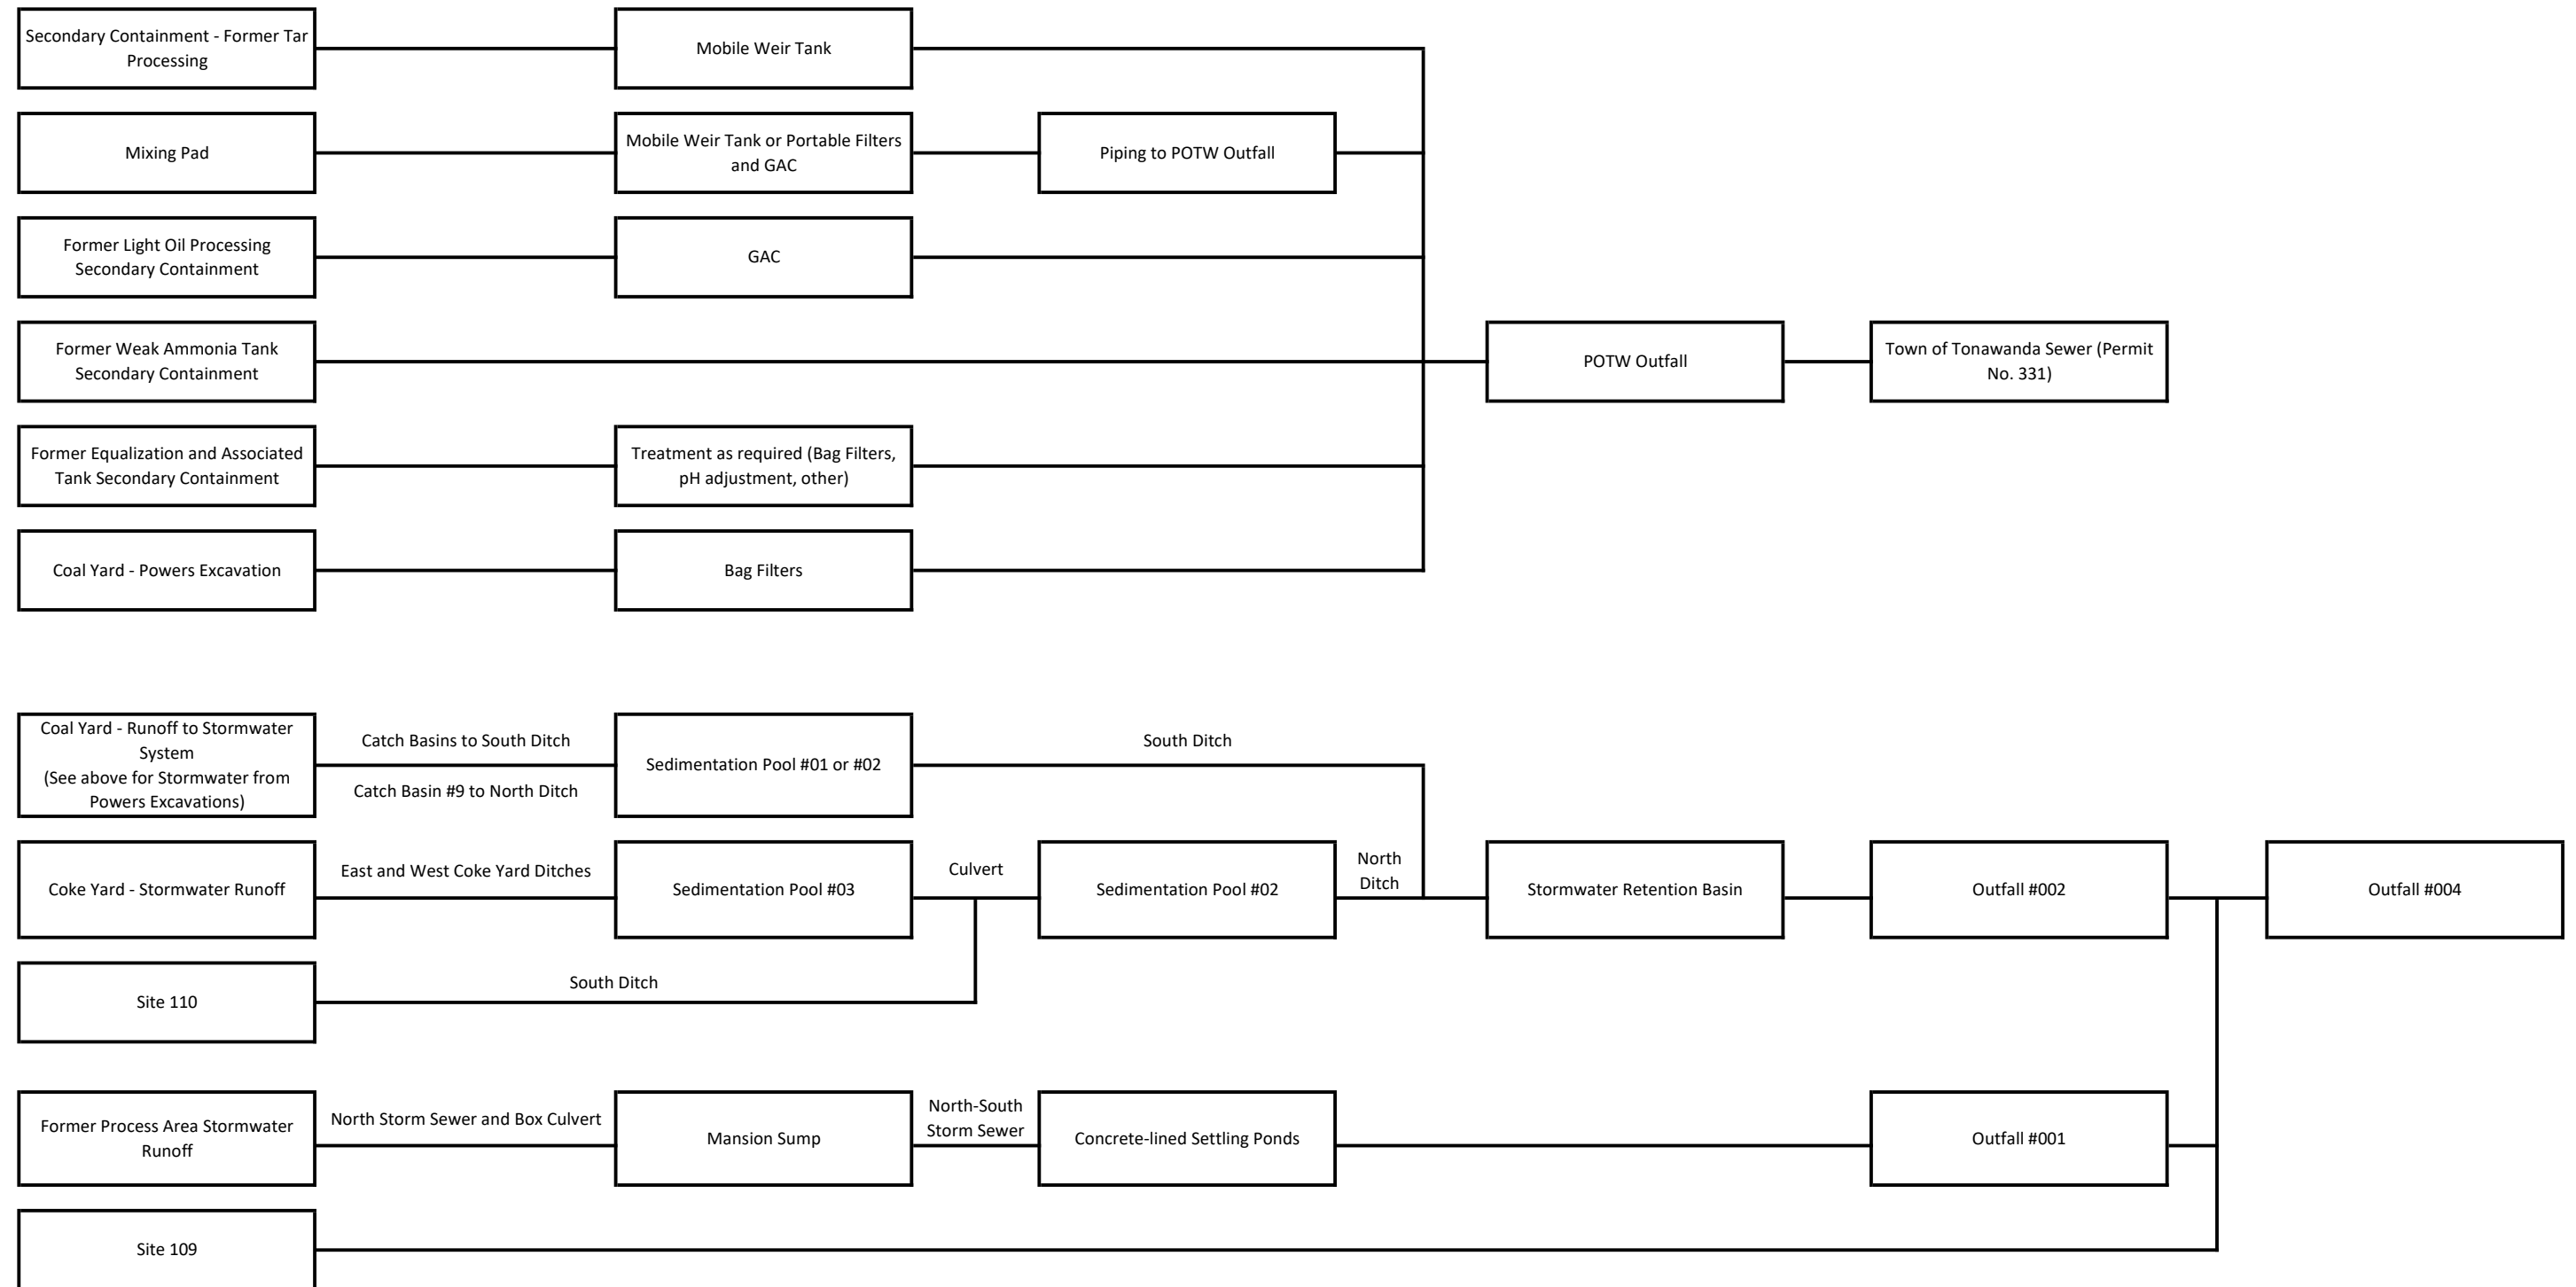 Secondary Containment - Former Tar
Processing
Mobile Weir Tank
Mixing Pad
Mobile Weir Tank or Portable Filters
and GAC
Piping to POTW Outfall
Former Light Oil Processing
Secondary Containment
GAC
Former Weak Ammonia Tank
Secondary Containment
POTW Outfall
Town of Tonawanda Sewer (Permit
No. 331)
Former Equalization and Associated
Tank Secondary Containment
Treatment as required (Bag Filters,
pH adjustment, other)
Coal Yard - Powers Excavation
Bag Filters
Coal Yard - Runoff to Stormwater
System
(See above for Stormwater from
Powers Excavations)
Catch Basins to South Ditch
Catch Basin #9 to North Ditch
Sedimentation Pool #01 or #02
South Ditch
Coke Yard - Stormwater Runoff
East and West Coke Yard Ditches
Sedimentation Pool #03
Culvert
Sedimentation Pool #02
North
Ditch
Stormwater Retention Basin
Outfall #002
Outfall #004
Site 110
South Ditch
Former Process Area Stormwater
Runoff
North Storm Sewer and Box Culvert
Mansion Sump
North-South
Storm Sewer
Concrete-lined Settling Ponds
Outfall #001
Site 109